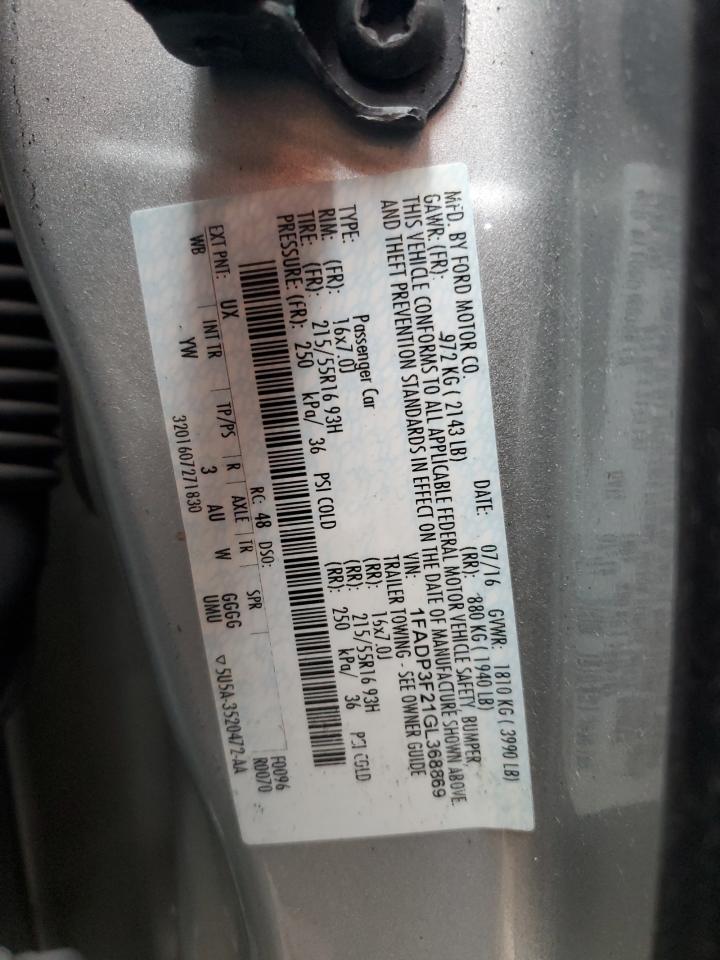 MFD. BY FORD MOTOR CO. DATE: 07/16 GVWR: 1810 KG ( 3990 LB)
GAWR: (FR): 972 KG ( 2143 LB) (RR): 880 KG ( 1940 LB)
THIS VEHICLE CONFORMS TO ALL APPLICABLE FEDERAL MOTOR VEHICLE SAFETY, BUMPER,
AND THEFT PREVENTION STANDARDS IN EFFECT ON THE DATE OF MANUFACTURE SHOWN ABOVE.
VIN: 1FADP3F21GL368869
TYPE: Passenger Car TRAILER TOWING - SEE OWNER GUIDE
RIM: (FR): 16x7.0J (RR): 16x7.0J
TIRE: (FR): 215/55R16 93H (RR): 215/55R16 93H
PRESSURE: (FR): 250 kPa/ 36 PSI COLD (RR): 250 kPa/ 36 PSI COLD
RC: 48 DSO: F0096
R0070
EXT PNT: UX INT TR TP/PS R AXLE TR SPR
WB YW 3 AU W GGGG
UMU
3201607271830 ▽5U5A-3520472-AA